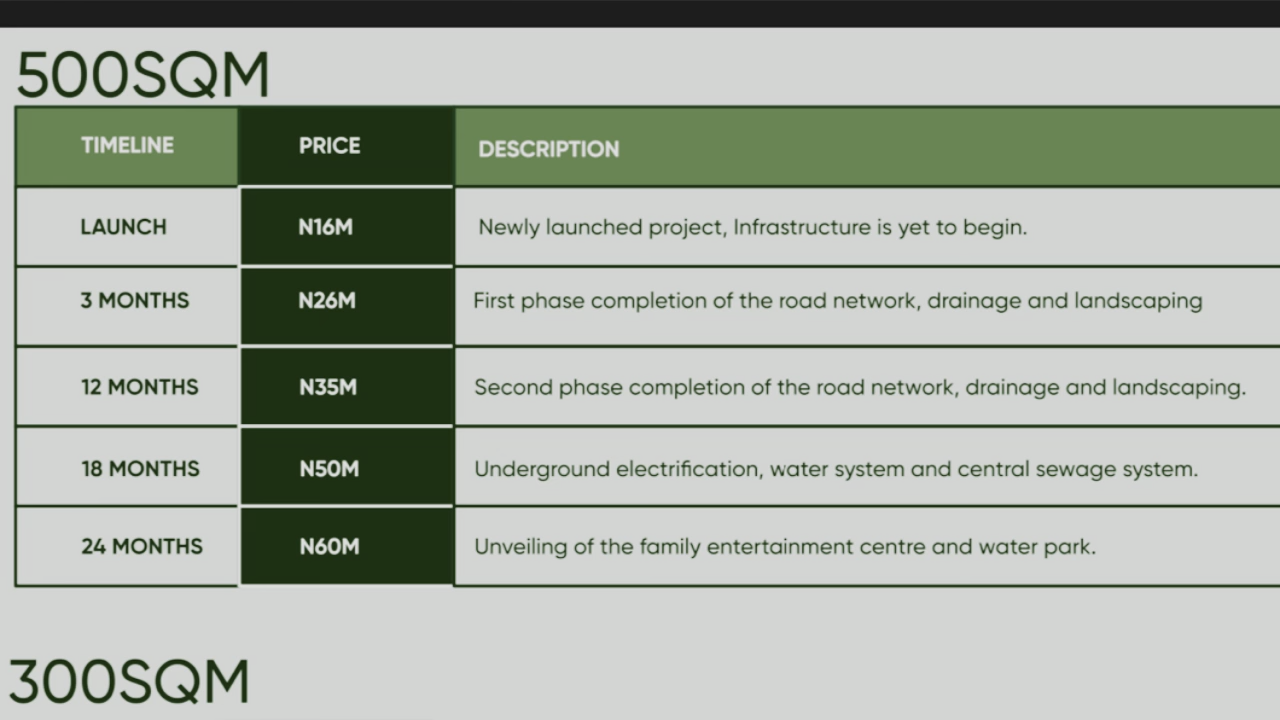 500SQM
TIMELINE PRICE DESCRIPTION
LAUNCH N16M Newly launched project, Infrastructure is yet to begin.
3 MONTHS N26M First phase completion of the road network, drainage and landscaping
12 MONTHS N35M Second phase completion of the road network, drainage and landscaping.
18 MONTHS N50M Underground electrification, water system and central sewage system.
24 MONTHS N60M Unveiling of the family entertainment centre and water park.
300SQM